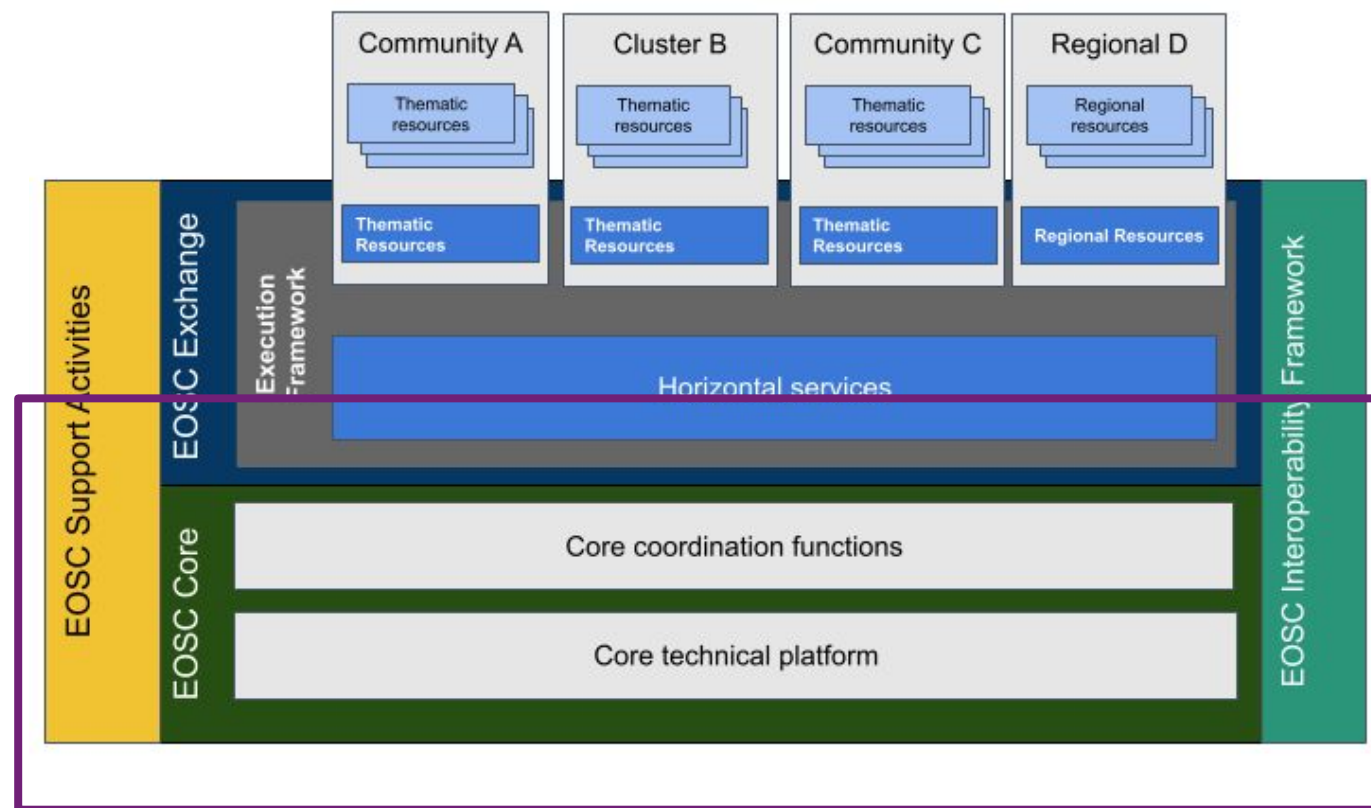 Community A
Cluster B
Community C
Regional D
Thematic
resources
Thematic
resources
Thematic
resources
Regional
resources
Thematic
Resources
Thematic
Resources
Thematic
Resources
Regional Resources
EOSC Support Activities
EOSC Exchange
Execution
Framework
Horizontal services
EOSC Interoperability Framework
EOSC Core
Core coordination functions
Core technical platform